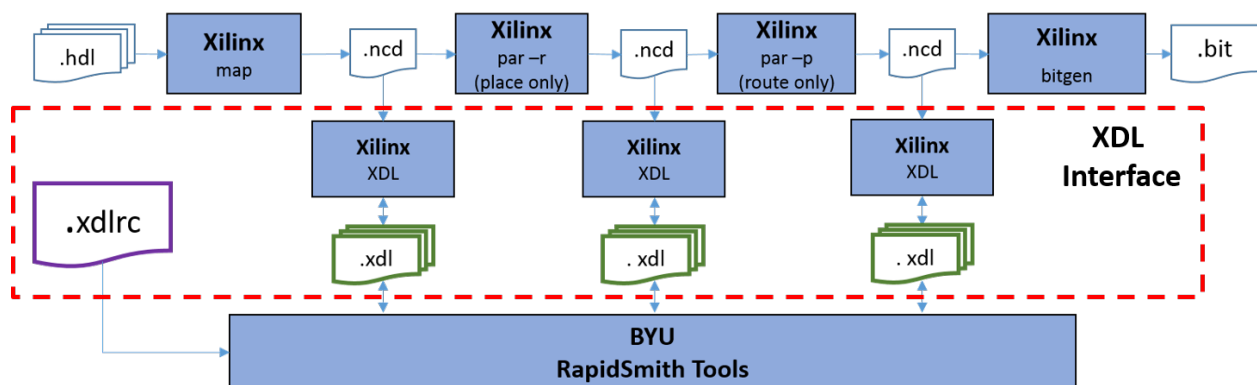 .hdl
Xilinx
map
.ncd
Xilinx
par –r
(place only)
.ncd
Xilinx
par –p
(route only)
.ncd
Xilinx
bitgen
.bit
Xilinx
XDL
Xilinx
XDL
Xilinx
XDL
XDL
Interface
.xdlrc
.xdl
. xdl
. xdl
BYU
RapidSmith Tools